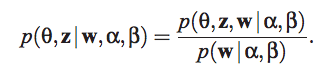 p(θ, z | w, α, β) = p(θ, z, w | α, β) / p(w | α, β) .